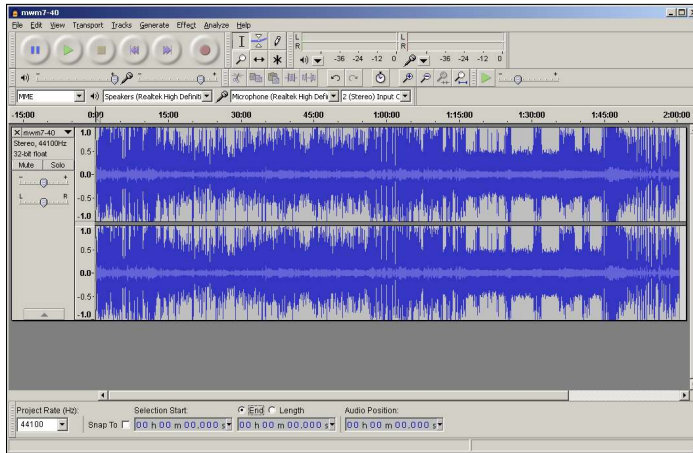 mwm7-40
File Edit View Transport Tracks Generate Effect Analyze Help
L
R
-36 -24 -12 0
L
R
-36 -24 -12 0
MME Speakers (Realtek High Definiti Microphone (Realtek High Defi 2 (Stereo) Input C
-15:00 0:00 15:00 30:00 45:00 1:00:00 1:15:00 1:30:00 1:45:00 2:00:00
X mwm7-40
Stereo, 44100Hz
32-bit float
Mute Solo
- +
L R
1.0
0.5
0.0
-0.5
-1.0
1.0
0.5
0.0
-0.5
-1.0
Project Rate (Hz): Selection Start: End Length Audio Position:
44100 Snap To 00 h 00 m 00.000 s 00 h 00 m 00.000 s 00 h 00 m 00.000 s